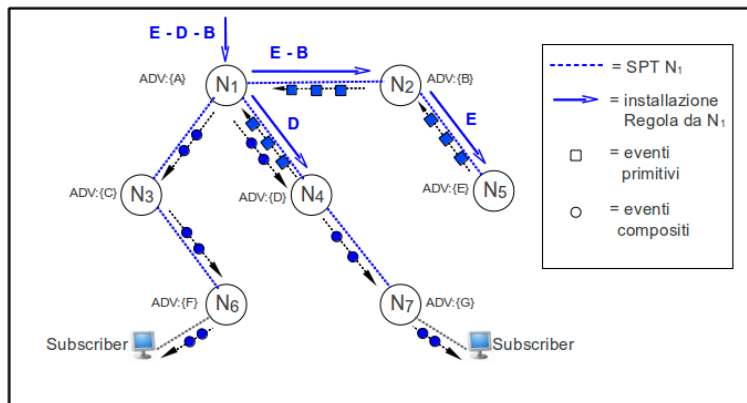 E - D - B
E - B
ADV:{A}
N1
N2
ADV:{B}
D
E
ADV:{C}
N3
ADV:{D}
N4
ADV:{E}
N5
ADV:{F}
N6
N7
ADV:{G}
Subscriber
Subscriber
= SPT N1
= installazione
Regola da N1
= eventi
primitivi
= eventi
compositi